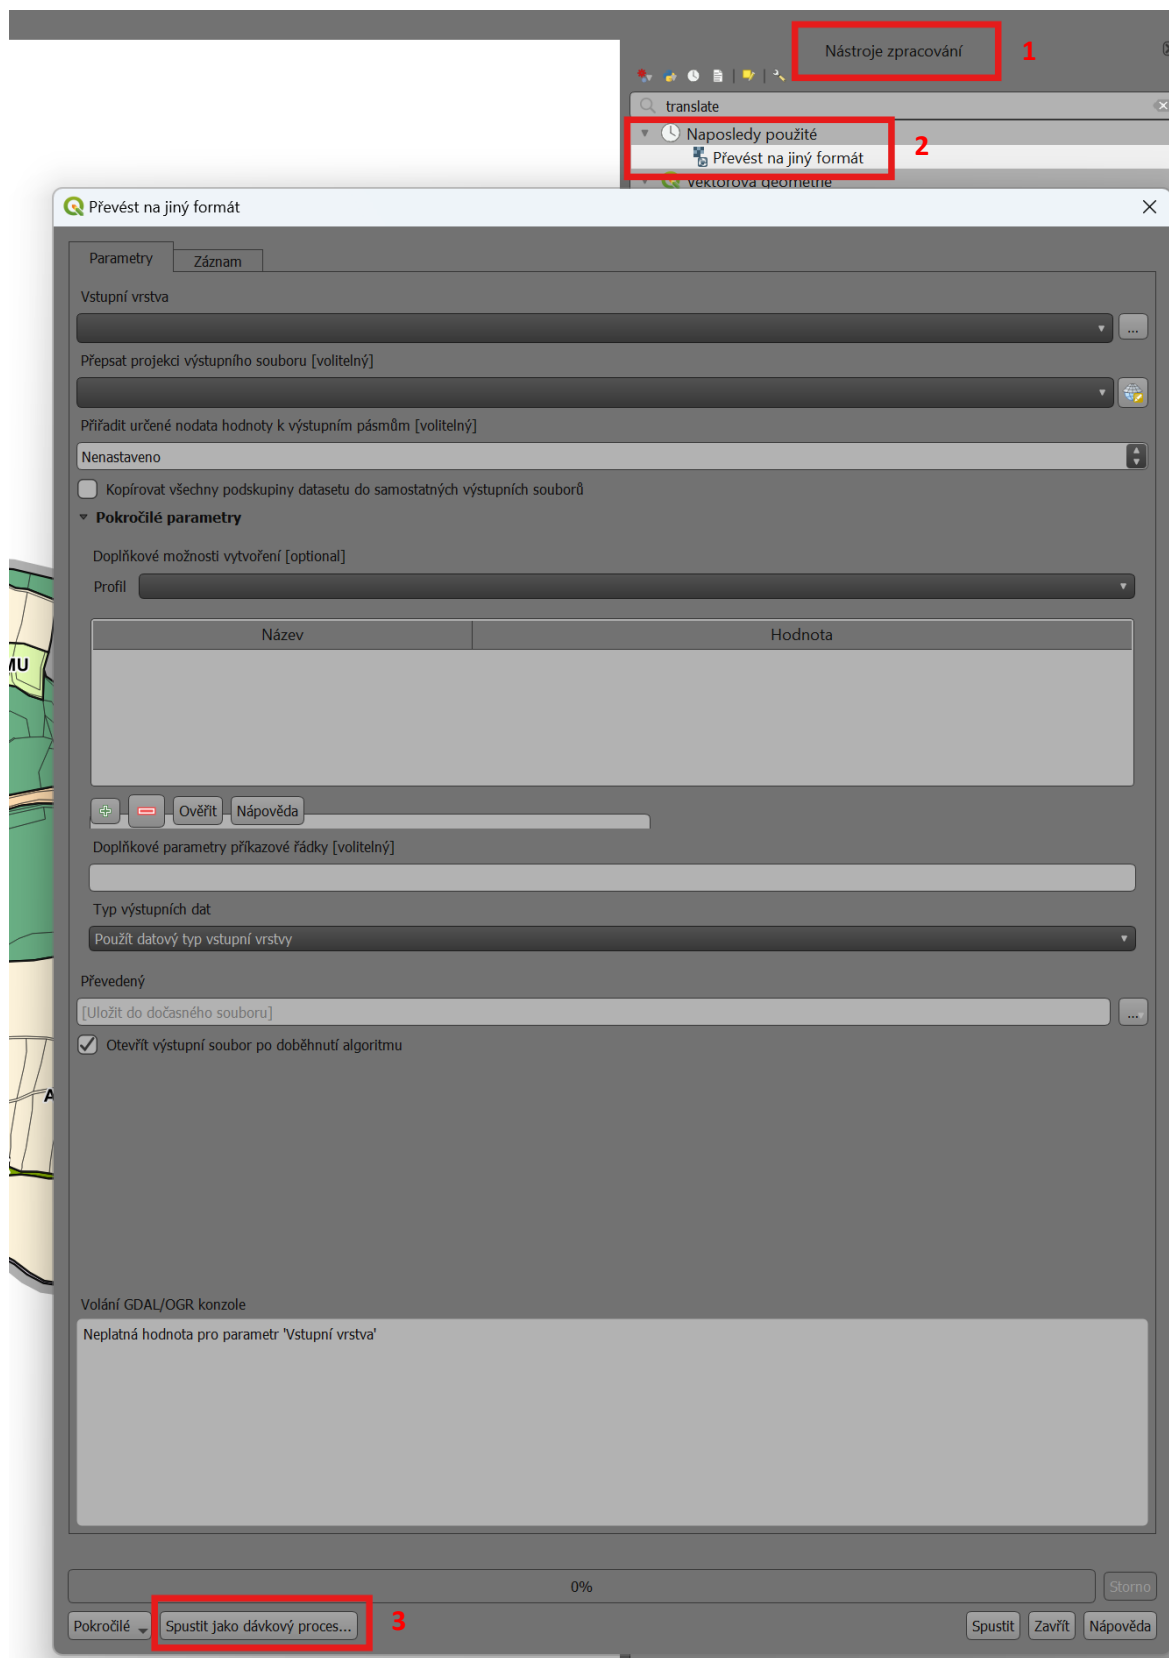 Nástroje zpracování
1
translate
Naposledy použité
2
Převést na jiný formát
Vektorová geometrie
Převést na jiný formát
Parametry
Záznam
Vstupní vrstva
...
Přepsat projekci výstupního souboru [volitelný]
Přiřadit určené nodata hodnoty k výstupním pásmům [volitelný]
Nenastaveno
Kopírovat všechny podskupiny datasetu do samostatných výstupních souborů
Pokročilé parametry
Doplňkové možnosti vytvoření [optional]
Profil
Název Hodnota
MU
Ověřit Nápověda
Doplňkové parametry příkazové řádky [volitelný]
Typ výstupních dat
Použít datový typ vstupní vrstvy
Převedený
[Uložit do dočasného souboru]
...
Otevřít výstupní soubor po doběhnutí algoritmu
A
Volání GDAL/OGR konzole
Neplatná hodnota pro parametr 'Vstupní vrstva'
0%
Storno
Pokročilé
Spustit jako dávkový proces...
3
Spustit Zavřít Nápověda